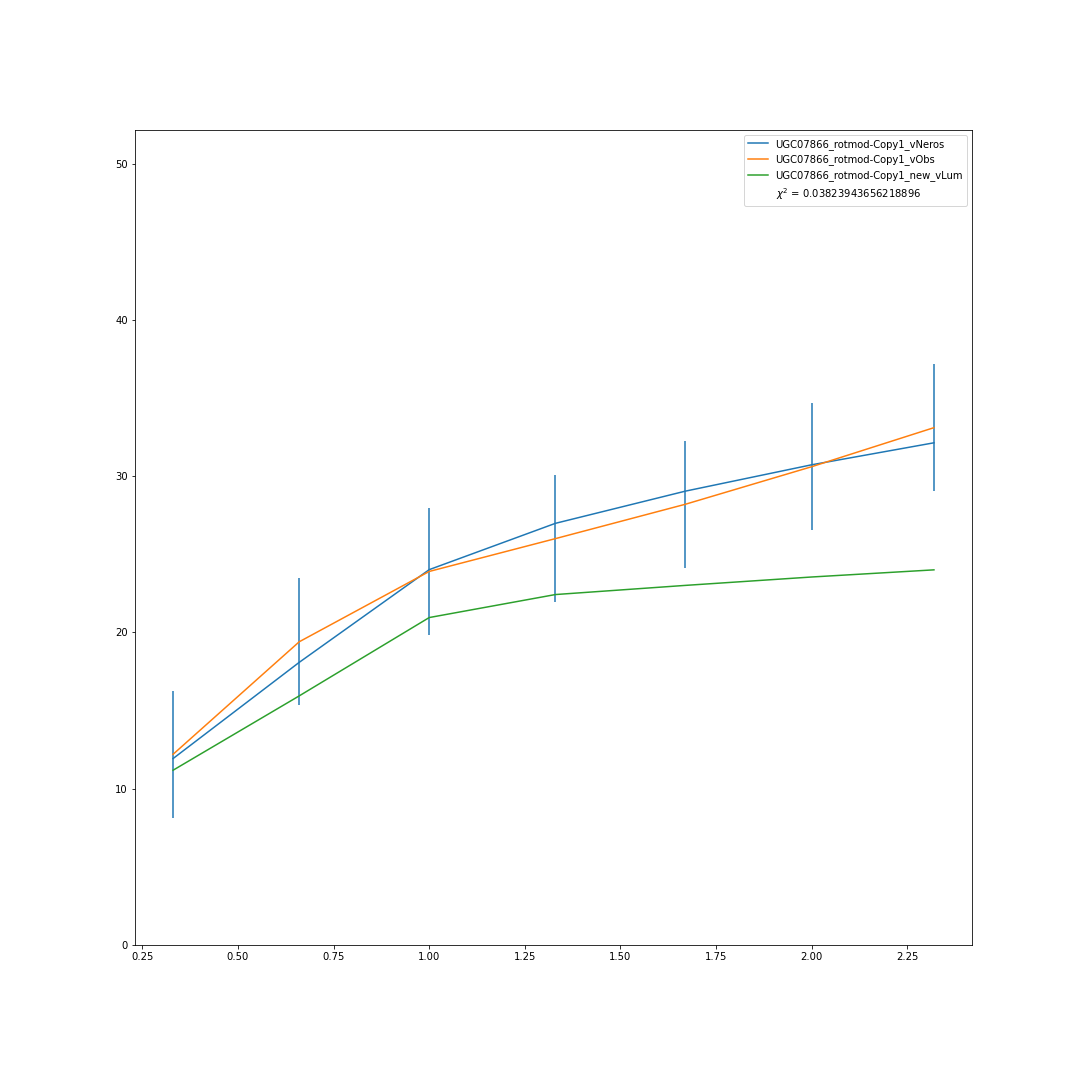 50
40
30
20
10
0
0.25 0.50 0.75 1.00 1.25 1.50 1.75 2.00 2.25
UGC07866_rotmod-Copy1_vNeros
UGC07866_rotmod-Copy1_vObs
UGC07866_rotmod-Copy1_new_vLum
χ² = 0.03823943656218896